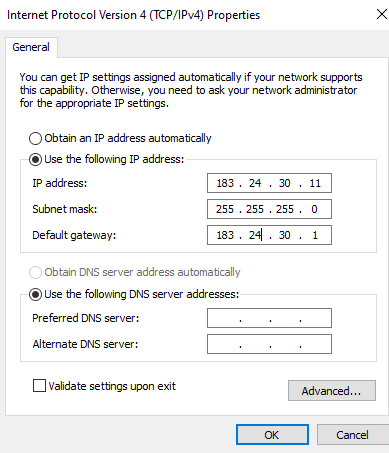 Internet Protocol Version 4 (TCP/IPv4) Properties
General
You can get IP settings assigned automatically if your network supports
this capability. Otherwise, you need to ask your network administrator
for the appropriate IP settings.
Obtain an IP address automatically
Use the following IP address:
IP address: 183 . 24 . 30 . 11
Subnet mask: 255 . 255 . 255 . 0
Default gateway: 183 . 24 . 30 . 1
Obtain DNS server address automatically
Use the following DNS server addresses:
Preferred DNS server: . . .
Alternate DNS server: . . .
Validate settings upon exit
Advanced...
OK Cancel